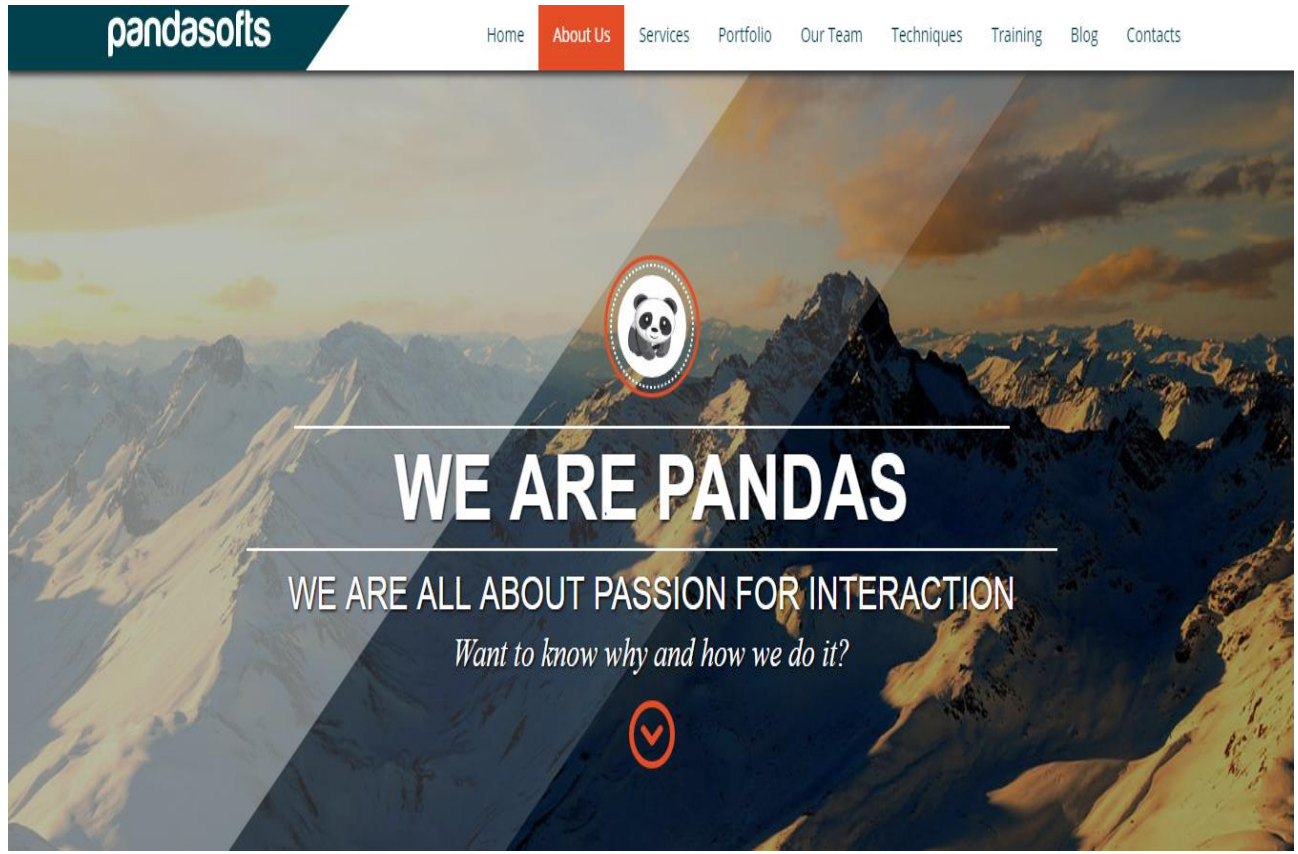 pandasofts
Home About Us Services Portfolio Our Team Techniques Training Blog Contacts
WE ARE PANDAS
WE ARE ALL ABOUT PASSION FOR INTERACTION
Want to know why and how we do it?